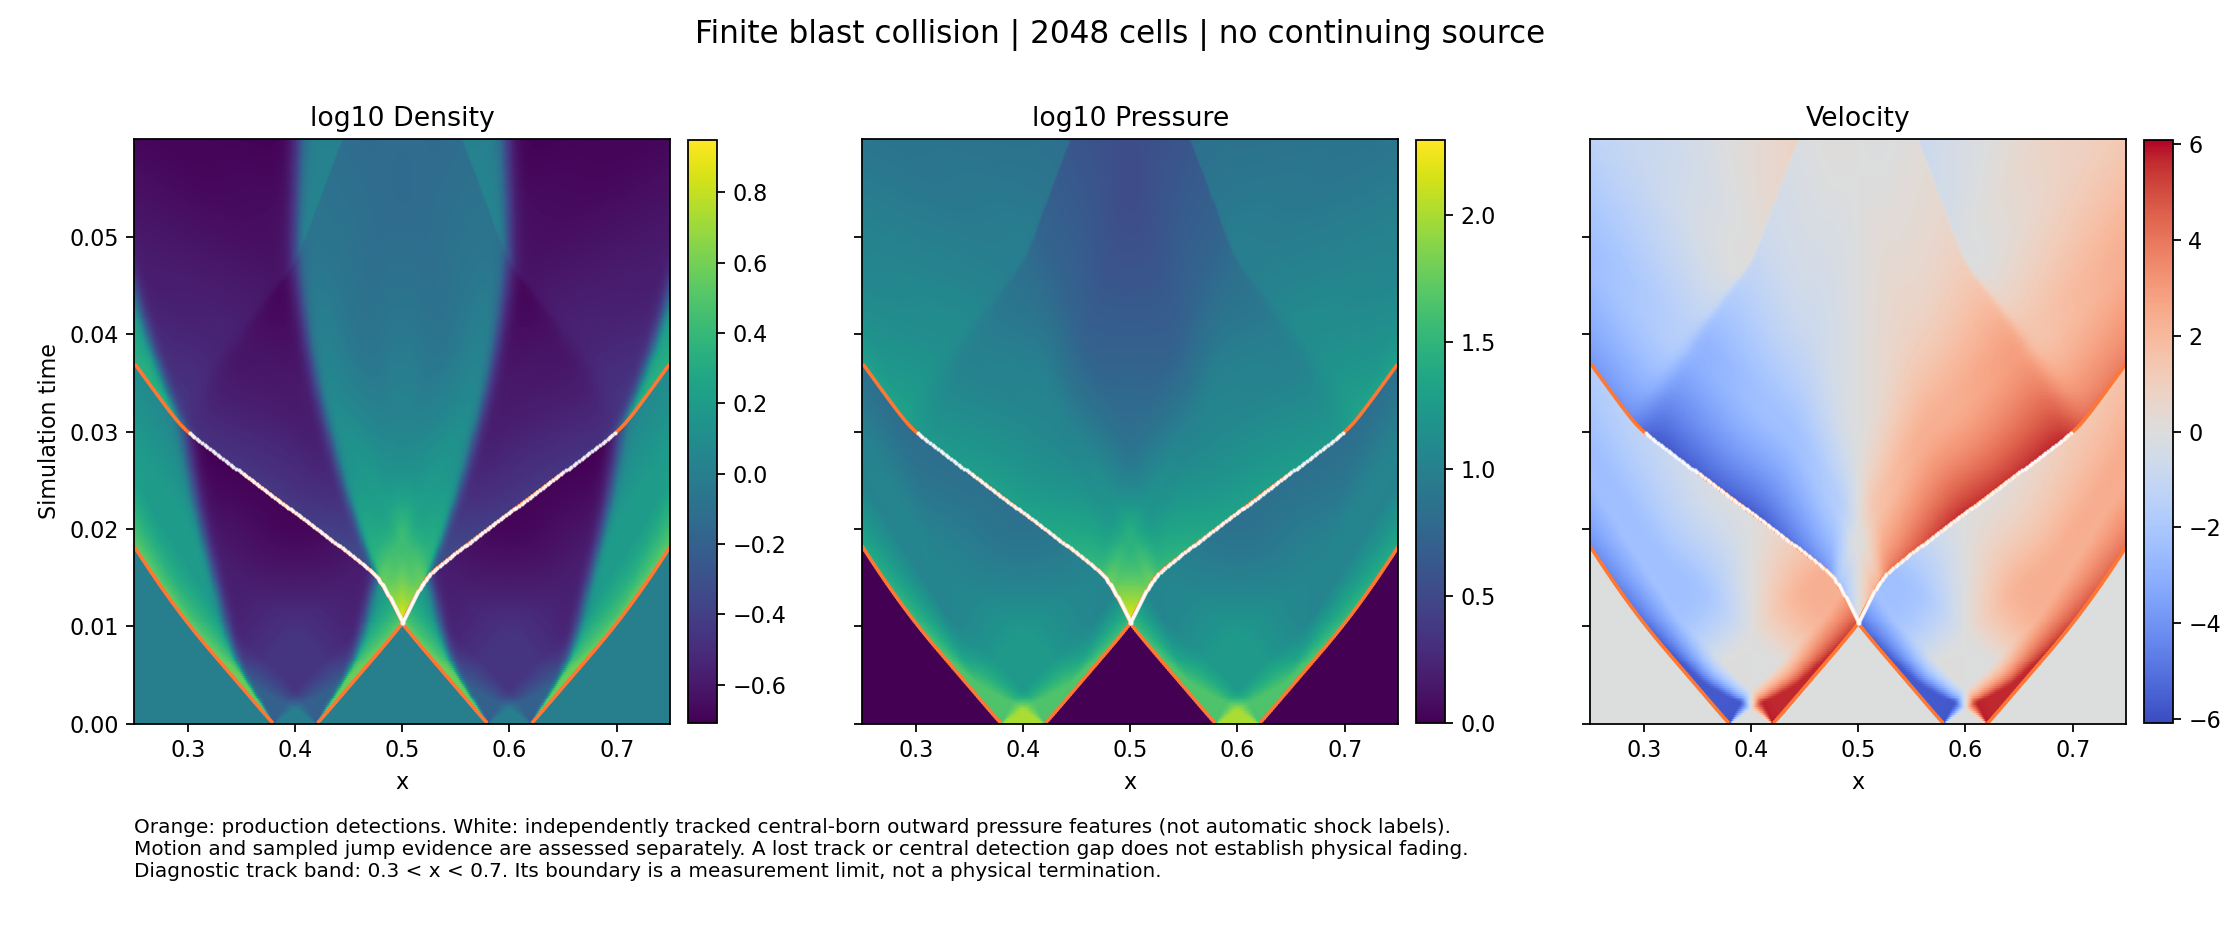 Finite blast collision | 2048 cells | no continuing source
log10 Density
log10 Pressure
Velocity
Simulation time
0.05
0.04
0.03
0.02
0.01
0.00
0.3 0.4 0.5 0.6 0.7
x
0.8
0.6
0.4
0.2
0.0
−0.2
−0.4
−0.6
0.3 0.4 0.5 0.6 0.7
x
2.0
1.5
1.0
0.5
0.0
0.3 0.4 0.5 0.6 0.7
x
6
4
2
0
−2
−4
−6
Orange: production detections. White: independently tracked central-born outward pressure features (not automatic shock labels).
Motion and sampled jump evidence are assessed separately. A lost track or central detection gap does not establish physical fading.
Diagnostic track band: 0.3 < x < 0.7. Its boundary is a measurement limit, not a physical termination.